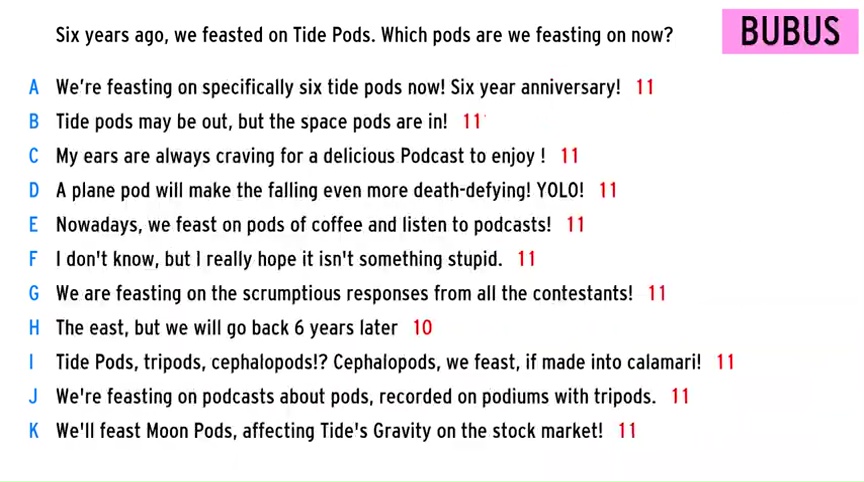 Six years ago, we feasted on Tide Pods. Which pods are we feasting on now?
BUBUS
A We're feasting on specifically six tide pods now! Six year anniversary! 11
B Tide pods may be out, but the space pods are in! 11
C My ears are always craving for a delicious Podcast to enjoy ! 11
D A plane pod will make the falling even more death-defying! YOLO! 11
E Nowadays, we feast on pods of coffee and listen to podcasts! 11
F I don't know, but I really hope it isn't something stupid. 11
G We are feasting on the scrumptious responses from all the contestants! 11
H The east, but we will go back 6 years later 10
I Tide Pods, tripods, cephalopods!? Cephalopods, we feast, if made into calamari! 11
J We're feasting on podcasts about pods, recorded on podiums with tripods. 11
K We'll feast Moon Pods, affecting Tide's Gravity on the stock market! 11